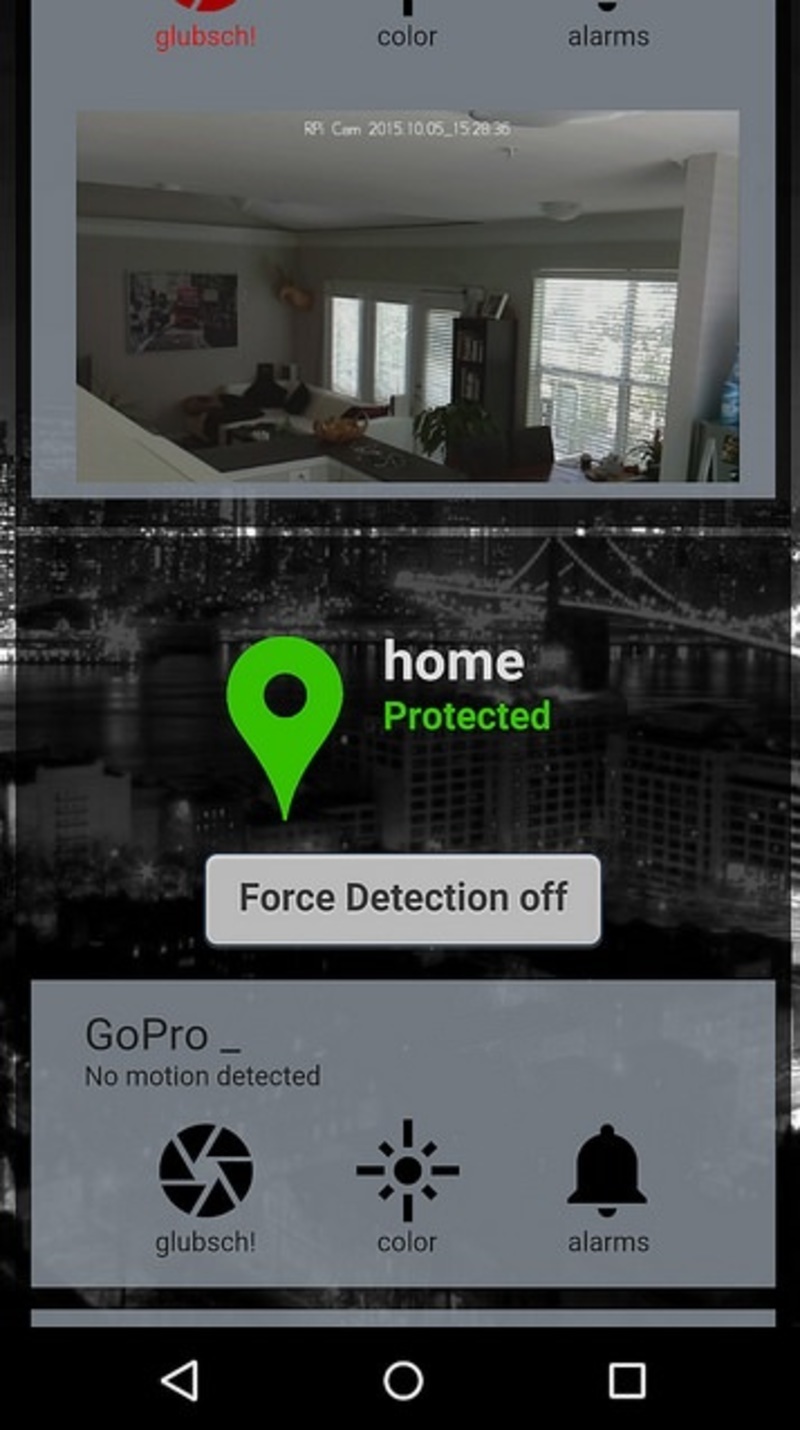 glubsch!
color
alarms
RPi Cam 2015.10.05_15:28:36
home
Protected
Force Detection off
GoPro _
No motion detected
glubsch!
color
alarms